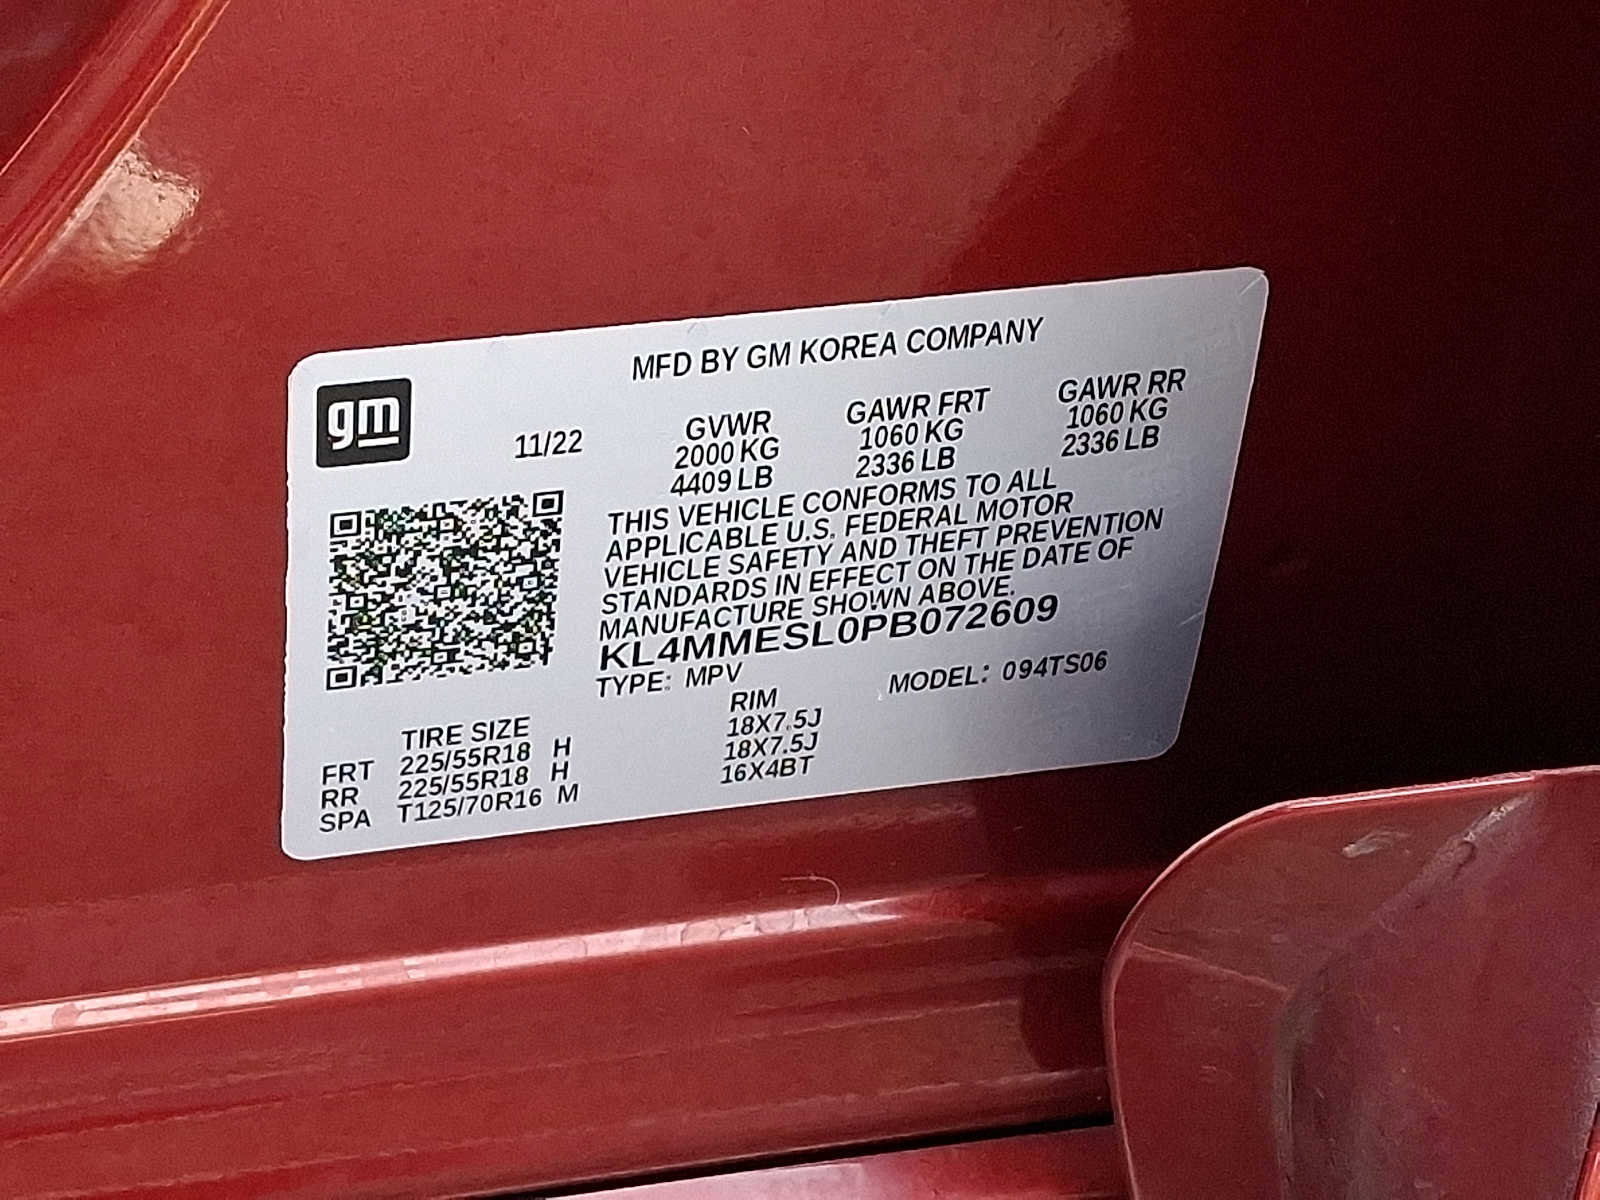 MFD BY GM KOREA COMPANY
gm
11/22
GVWR GAWR FRT GAWR RR
2000 KG 1060 KG 1060 KG
4409 LB 2336 LB 2336 LB
THIS VEHICLE CONFORMS TO ALL
APPLICABLE U.S. FEDERAL MOTOR
VEHICLE SAFETY AND THEFT PREVENTION
STANDARDS IN EFFECT ON THE DATE OF
MANUFACTURE SHOWN ABOVE.
KL4MMESL0PB072609
TYPE: MPV MODEL: 094TS06
TIRE SIZE RIM
FRT 225/55R18 H 18X7.5J
RR 225/55R18 H 18X7.5J
SPA T125/70R16 M 16X4BT